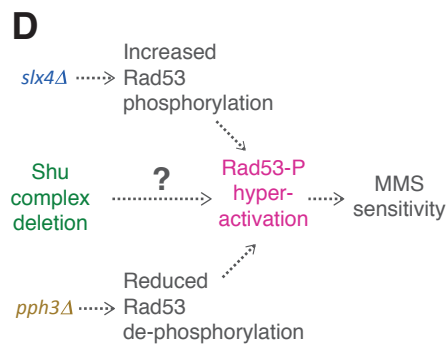 D
Increased
slx4Δ
Rad53
phosphorylation
Shu
complex
deletion
?
Rad53-P
hyper-
activation
MMS
sensitivity
Reduced
pph3Δ
Rad53
de-phosphorylation